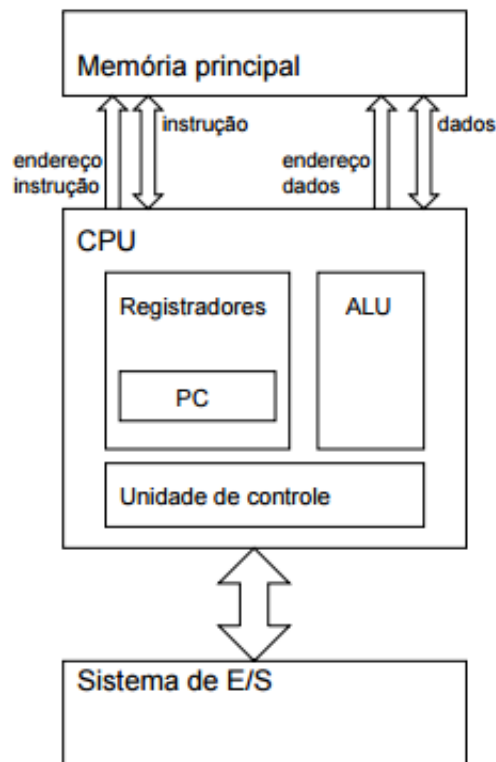 Memória principal
instrução
dados
endereço
instrução
endereço
dados
CPU
Registradores
ALU
PC
Unidade de controle
Sistema de E/S